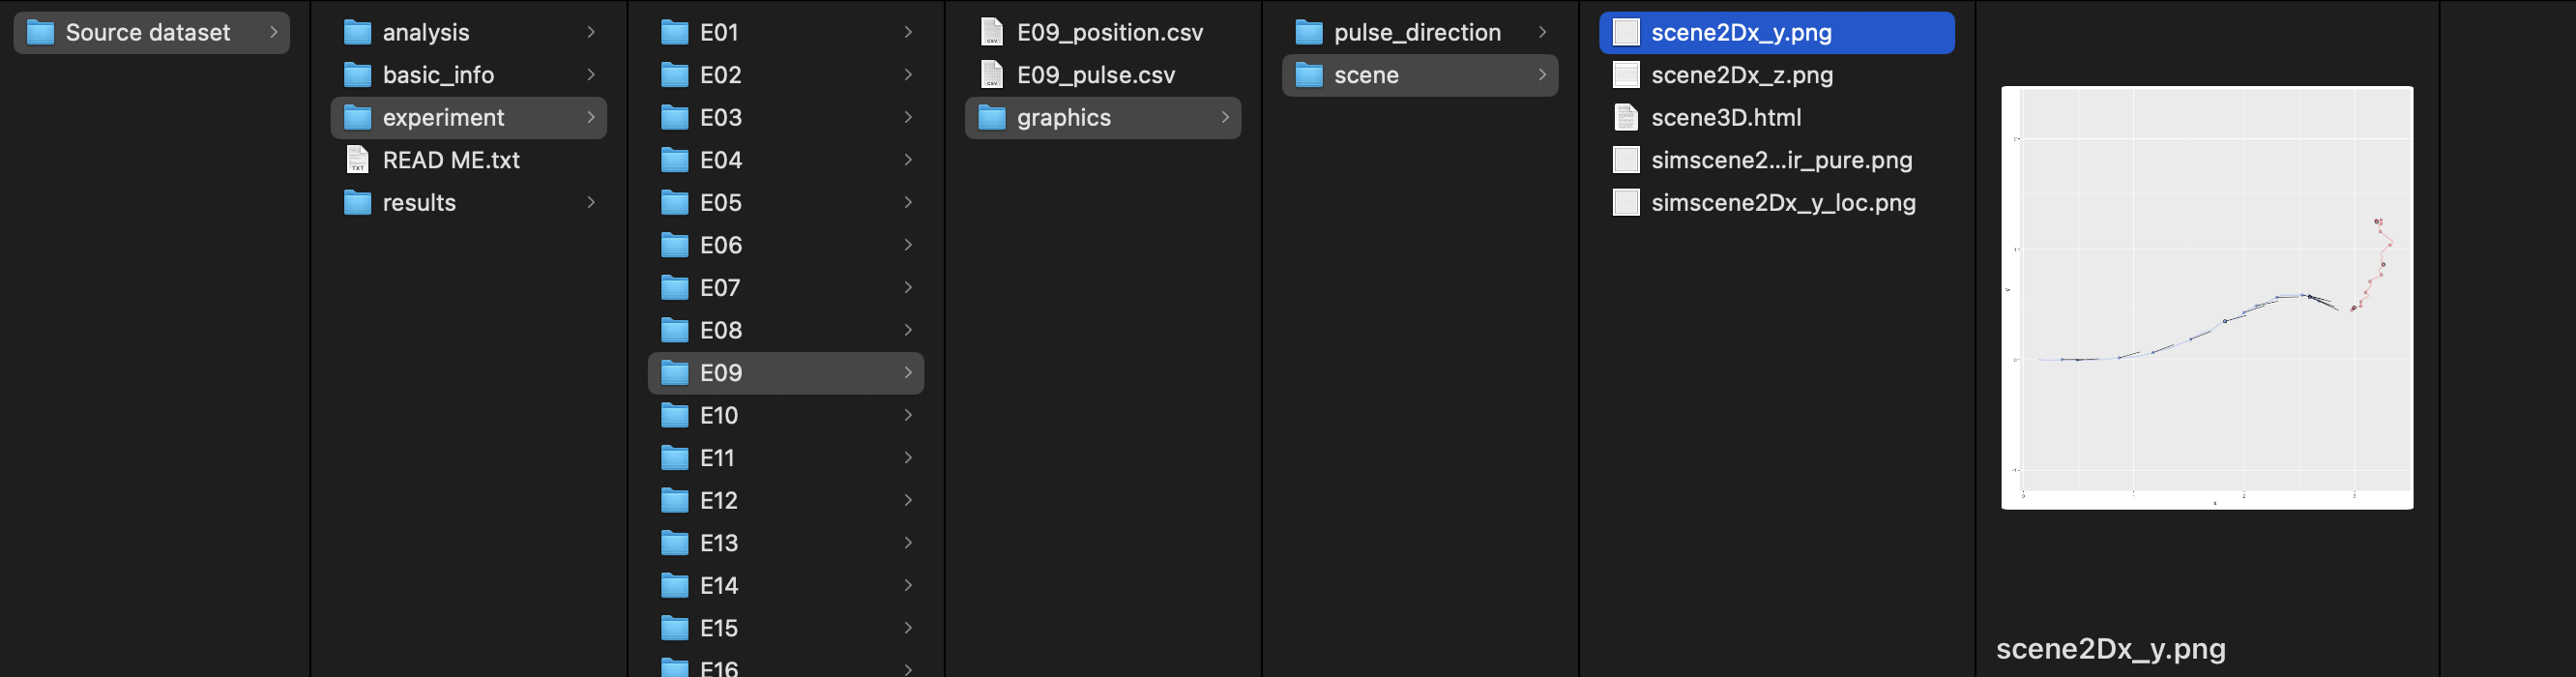 Source dataset
analysis
basic_info
experiment
READ ME.txt
results
E01
E02
E03
E04
E05
E06
E07
E08
E09
E10
E11
E12
E13
E14
E15
E16
E09_position.csv
E09_pulse.csv
graphics
pulse_direction
scene
scene2Dx_y.png
scene2Dx_z.png
scene3D.html
simscene2...ir_pure.png
simscene2Dx_y_loc.png
scene2Dx_y.png